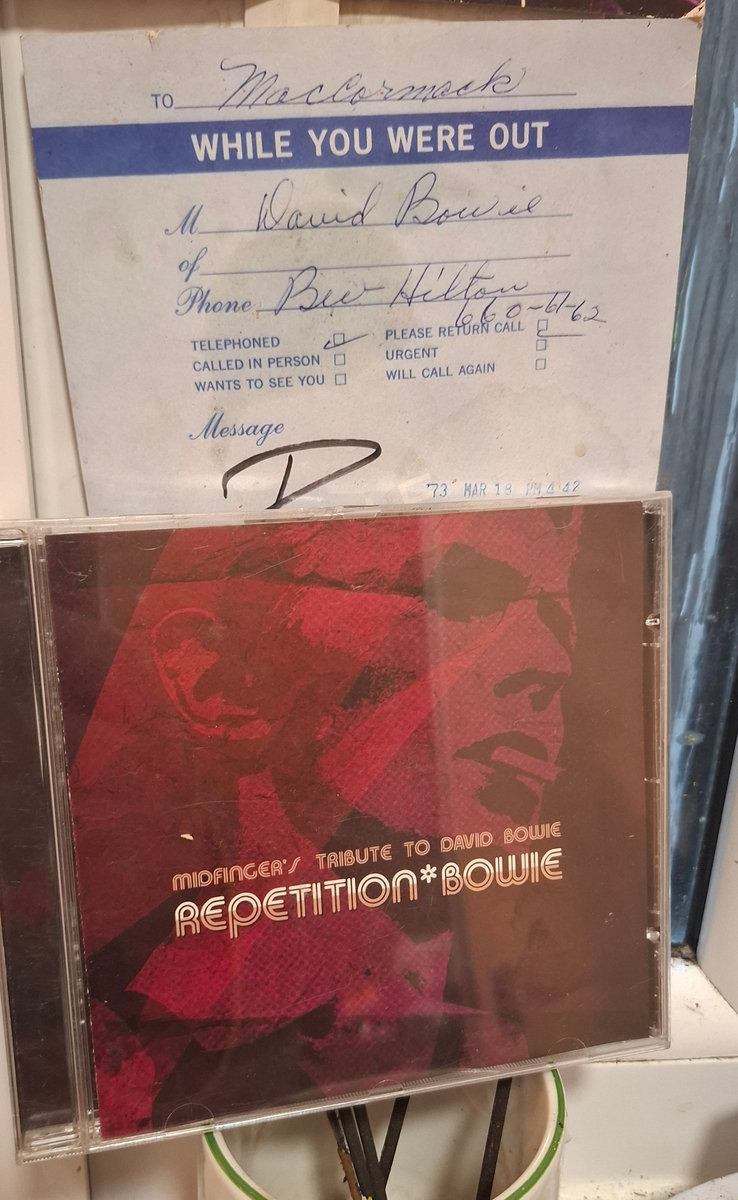 TO MacCormack
WHILE YOU WERE OUT
M David Bowie
of
Phone Bev Hilton
660-61-62
TELEPHONED PLEASE RETURN CALL
CALLED IN PERSON URGENT
WANTS TO SEE YOU WILL CALL AGAIN
Message
D
'73 MAR 18 PM 4 42
MIDFINGER'S TRIBUTE TO DAVID BOWIE
REPETITION*BOWIE